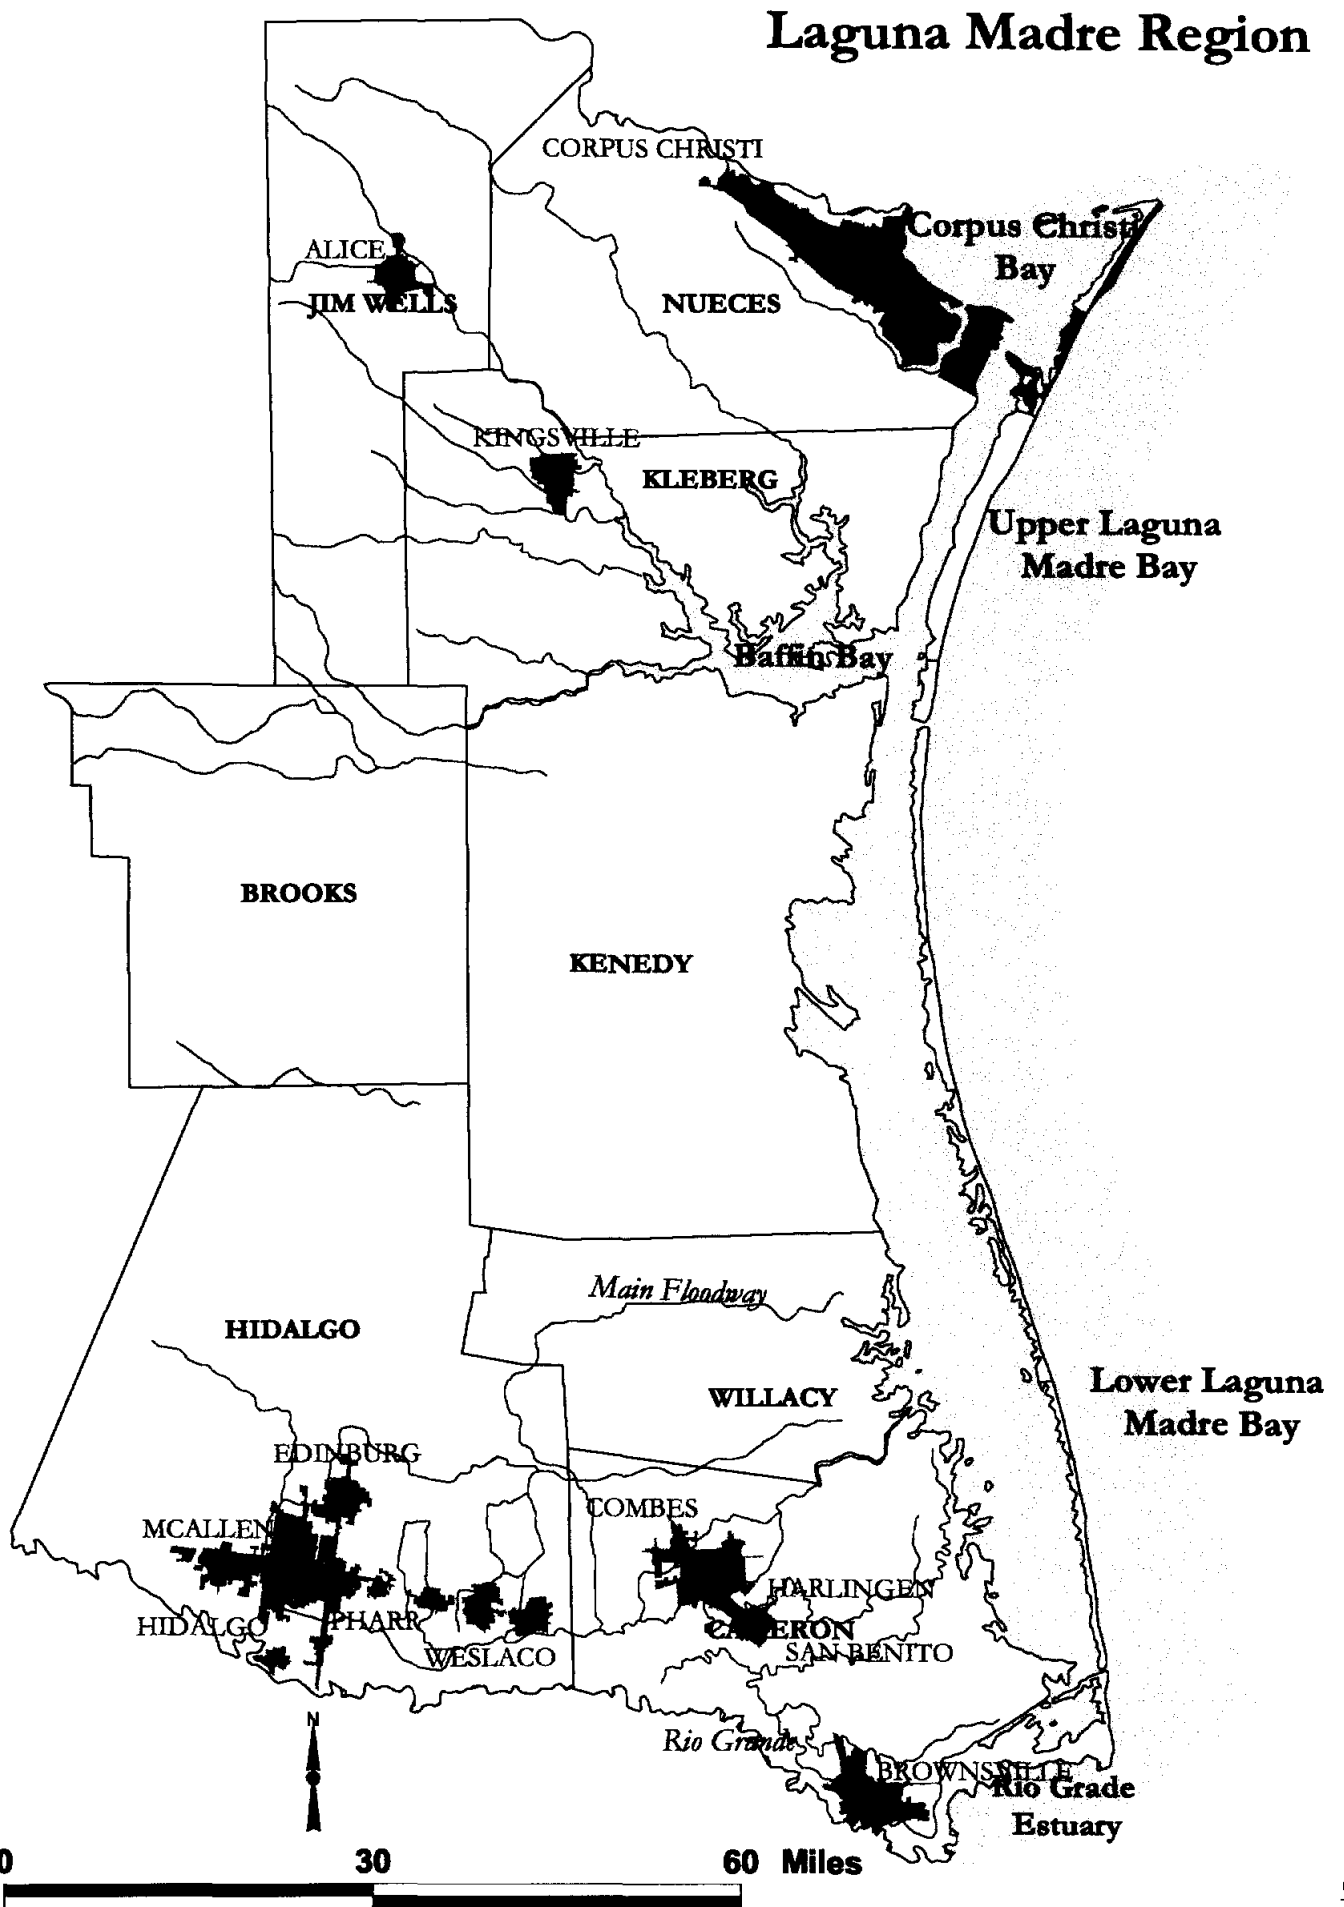 Laguna Madre Region
CORPUS CHRISTI
Corpus Christi
Bay
ALICE
JIM WELLS
NUECES
KINGSVILLE
KLEBERG
Upper Laguna
Madre Bay
Baffin Bay
BROOKS
KENEDY
Main Floodway
HIDALGO
WILLACY
Lower Laguna
Madre Bay
EDINBURG
MCALLEN
COMBES
HARLINGEN
HIDALGO
PHARR
CAMERON
WESLACO
SAN BENITO
N
Rio Grande
BROWNSVILLE
Rio Grade
Estuary
0 30 60 Miles